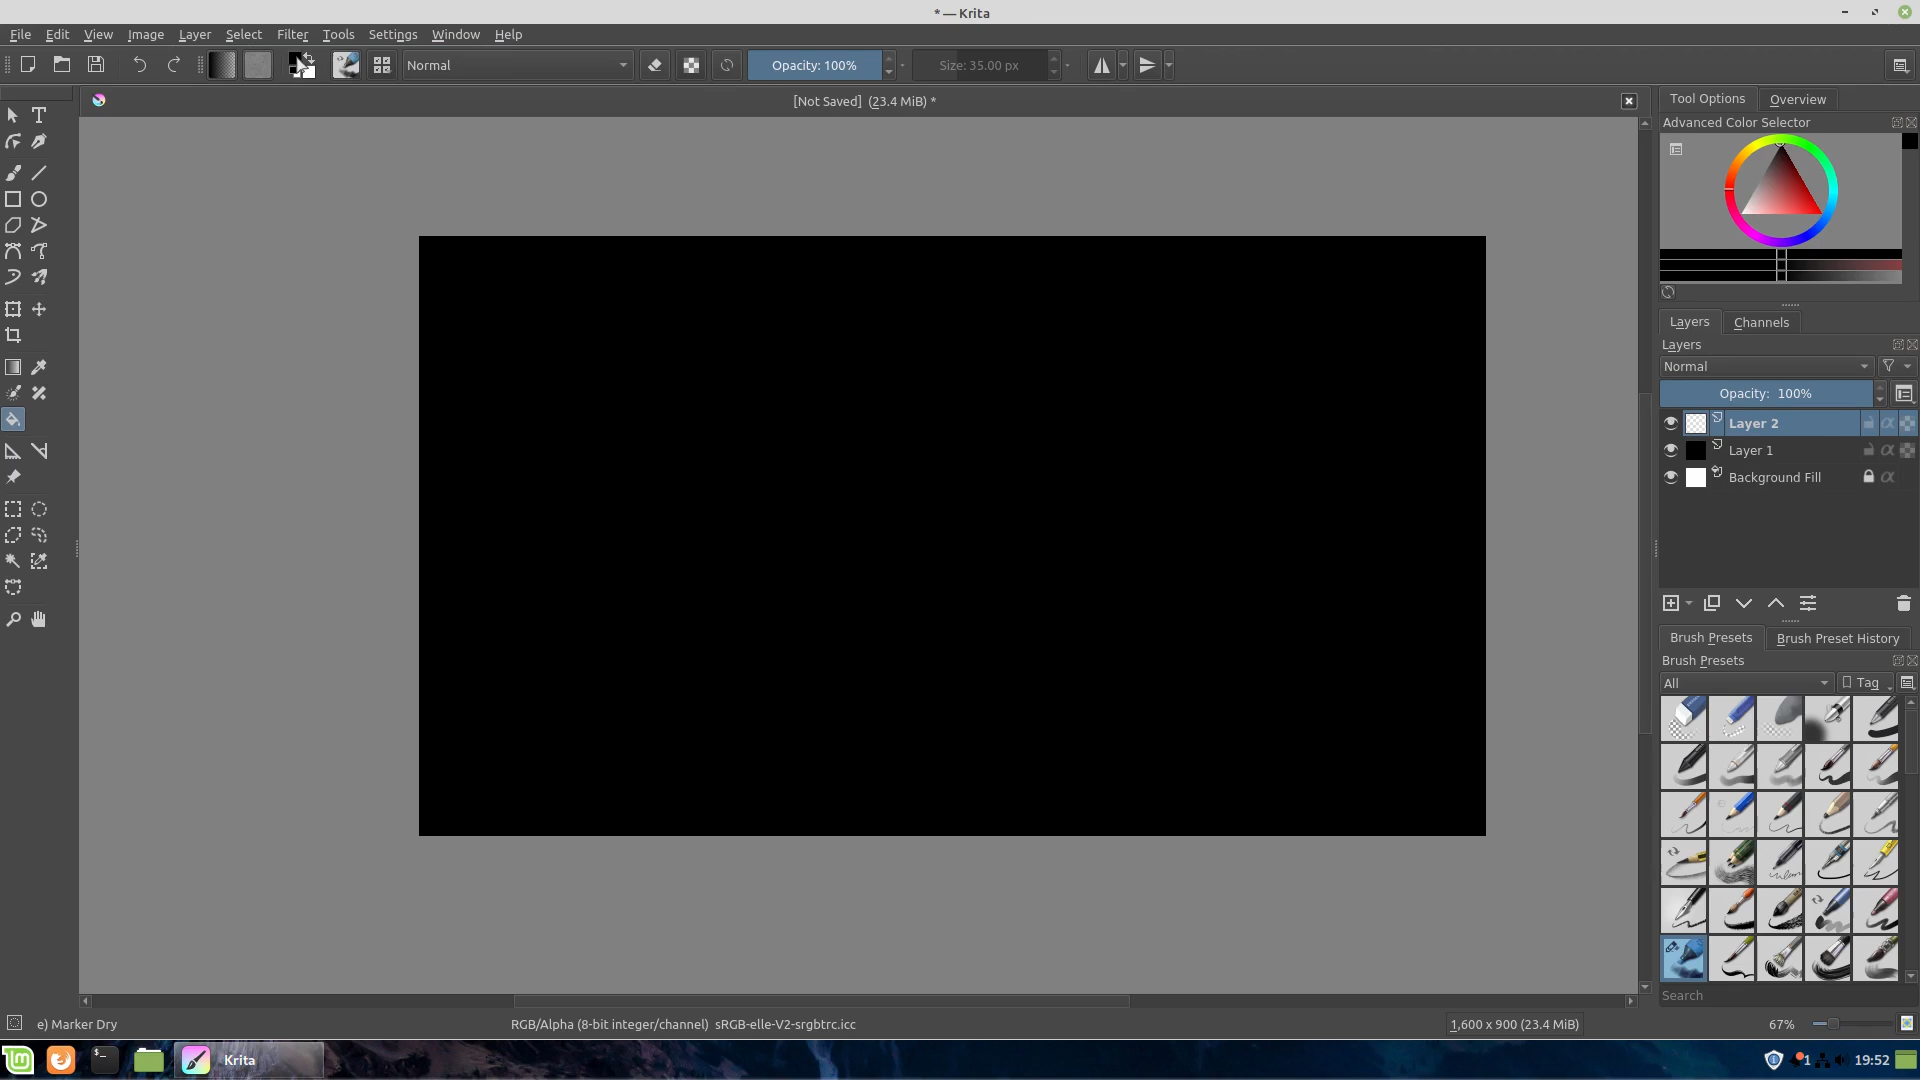 * — Krita
File Edit View Image Layer Select Filter Tools Settings Window Help
Normal Opacity: 100% Size: 35.00 px
[Not Saved] (23.4 MiB) *
Tool Options Overview
Advanced Color Selector
Layers Channels
Layers
Normal
Opacity: 100%
Layer 2
Layer 1
Background Fill
Brush Presets Brush Preset History
Brush Presets
All Tag
Search
e) Marker Dry RGB/Alpha (8-bit integer/channel) sRGB-elle-V2-srgbtrc.icc 1,600 x 900 (23.4 MiB) 67%
Krita 1 19:52